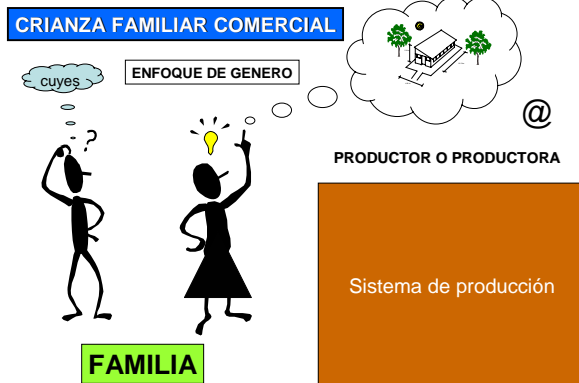 CRIANZA FAMILIAR COMERCIAL
cuyes
ENFOQUE DE GENERO
?
@
PRODUCTOR O PRODUCTORA
Sistema de producción
FAMILIA